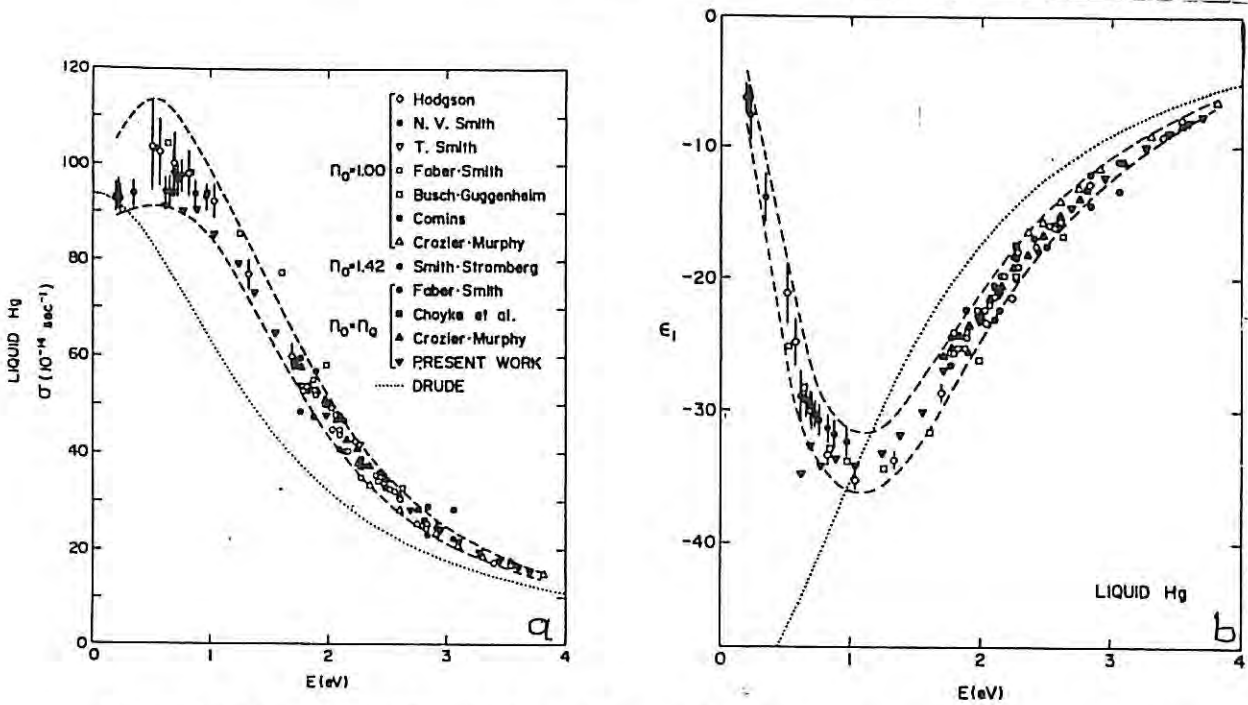 LIQUID Hg
σ (10⁻¹⁴ sec⁻¹)
120
100
80
60
40
20
0
0 1 2 3 4
E (eV)
Hodgson
N. V. Smith
T. Smith
Faber-Smith
n₀=1.00
Busch-Guggenheim
Comins
Crozier-Murphy
n₀=1.42
Smith-Stromberg
Faber-Smith
Choyke et al.
n₀=n_Q
Crozier-Murphy
PRESENT WORK
DRUDE
a
-0
-10
-20
ϵ₁
-30
-40
LIQUID Hg
b
0 1 2 3 4
E(eV)